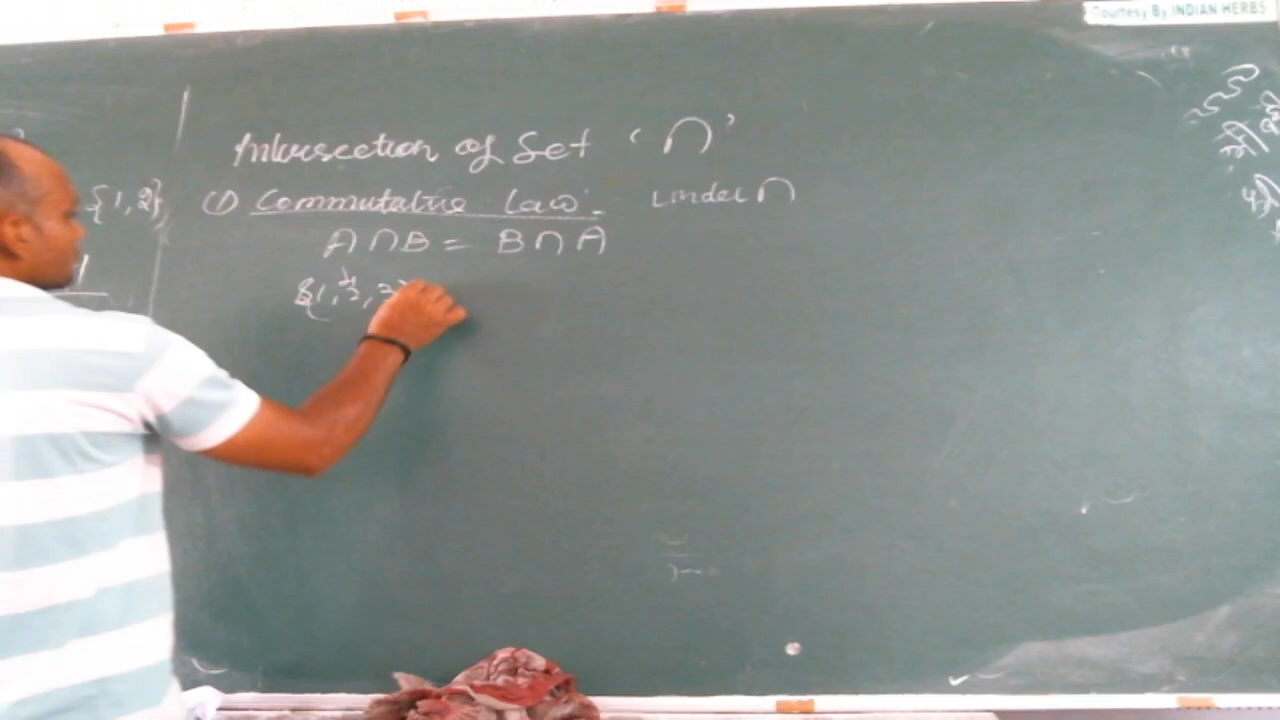 Courtesy By INDIAN HERBS
Intersection of Set ‘∩’
{1,2}
(1) Commutative Law: under ∩
A∩B = B∩A